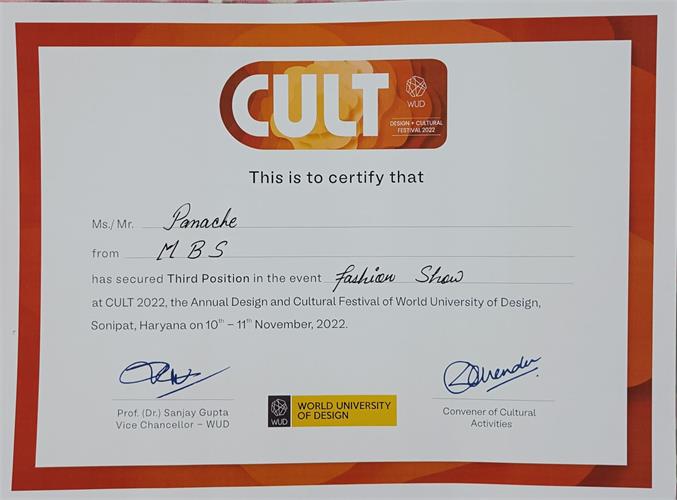 CULT
WUD
DESIGN + CULTURAL
FESTIVAL 2022
This is to certify that
Ms./ Mr. Panache
from M B S
has secured Third Position in the event Fashion Show
at CULT 2022, the Annual Design and Cultural Festival of World University of Design,
Sonipat, Haryana on 10th – 11th November, 2022.
Prof. (Dr.) Sanjay Gupta
Vice Chancellor – WUD
WUD
WORLD UNIVERSITY
OF DESIGN
Convener of Cultural
Activities